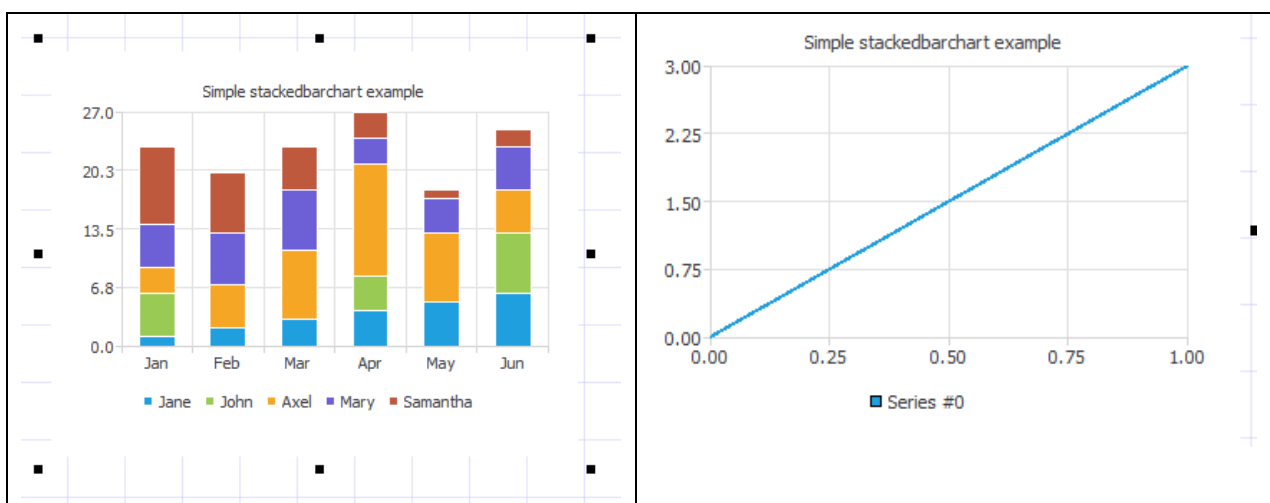 Simple stackedbarchart example
27.0
20.3
13.5
6.8
0.0
Jan Feb Mar Apr May Jun
Jane John Axel Mary Samantha
Simple stackedbarchart example
3.00
2.25
1.50
0.75
0.00
0.00 0.25 0.50 0.75 1.00
Series #0